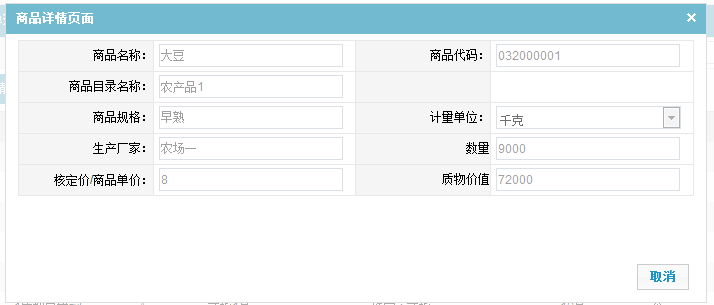 商品详情页面 ×
商品名称： 大豆 商品代码： 032000001
商品目录名称： 农产品1
商品规格： 早熟 计量单位： 千克
生产厂家： 农场一 数量 9000
核定价/商品单价： 8 质物价值 72000
取消